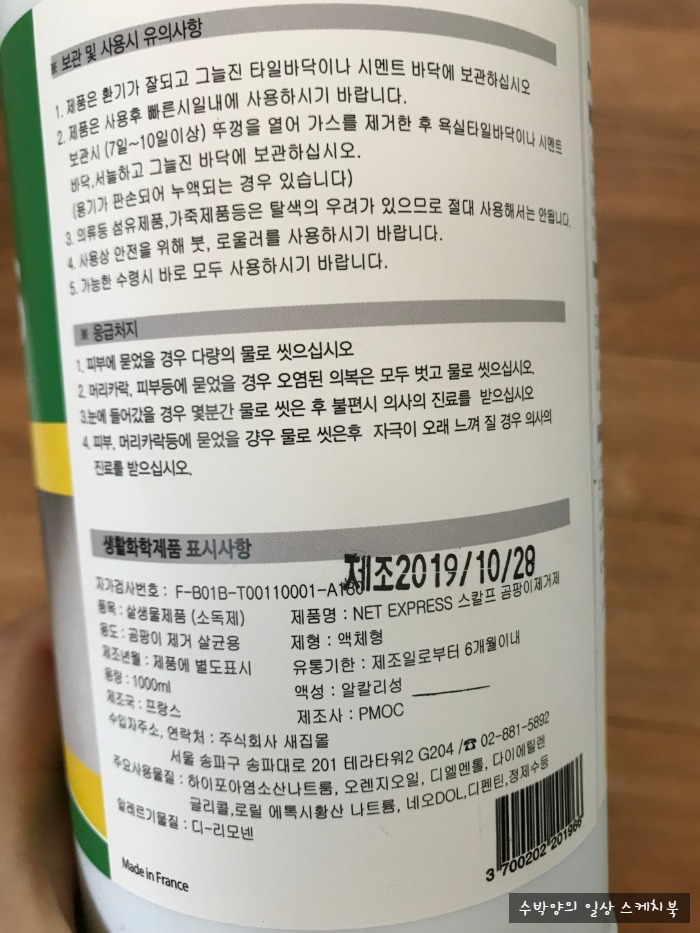 ※ 보관 및 사용시 유의사항
1. 제품은 환기가 잘되고 그늘진 타일바닥이나 시멘트 바닥에 보관하십시오
2. 제품은 사용후 빠른시일내에 사용하시기 바랍니다.
보관시 (7일~10일이상) 뚜껑을 열어 가스를 제거한 후 욕실타일바닥이나 시멘트
바닥,서늘하고 그늘진 바닥에 보관하십시오.
(용기가 판손되어 누액되는 경우 있습니다)
3. 의류등 섬유제품,가죽제품등은 탈색의 우려가 있으므로 절대 사용해서는 안됩니다.
4. 사용상 안전을 위해 붓, 로울러를 사용하시기 바랍니다.
5. 가능한 수령시 바로 모두 사용하시기 바랍니다.
※ 응급처지
1. 피부에 묻었을 경우 다량의 물로 씻으십시오
2. 머리카락, 피부등에 묻었을 경우 오염된 의복은 모두 벗고 물로 씻으십시오.
3.눈에 들어갔을 경우 몇분간 물로 씻은 후 불편시 의사의 진료를 받으십시오
4. 피부, 머리카락등에 묻었을 걍우 물로 씻은후 자극이 오래 느껴 질 경우 의사의
진료를 받으십시오.
생활화학제품 표시사항
제조2019/10/28
자가검사번호 : F-B01B-T00110001-A180
품목 : 살생물제품 (소독제) 제품명 : NET EXPRESS 스칼프 곰팡이제거제
용도 : 곰팡이 제거 살균용 제형 : 액체형
제조년월 : 제품에 별도표시 유통기한 : 제조일로부터 6개월이내
용량 : 1000ml 액성 : 알칼리성
제조국 : 프랑스 제조사 : PMOC
수입자주소, 연락처 : 주식회사 새집몰
서울 송파구 송파대로 201 테라타워2 G204 /☎ 02-881-5892
주요사용물질 : 하이포아염소산나트룸, 오렌지오일, 디엘멘톨, 다이에틸렌
글리콜,로릴 에톡시황산 나트륨, 네오DOL,디펜틴,정제수등
알레르기물질 : 디-리모넨
3 700202 201966
Made in France
수박양의 일상 스케치북